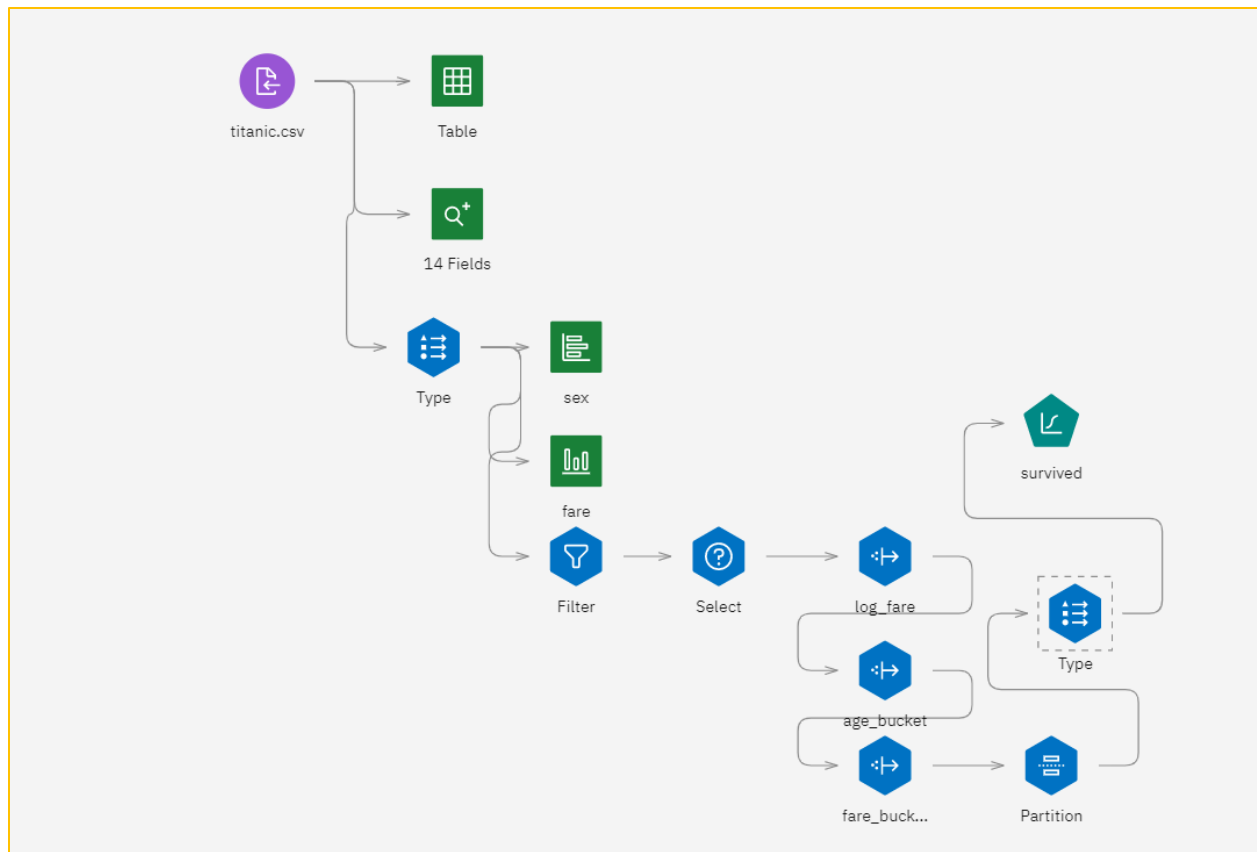 titanic.csv
Table
14 Fields
Type
sex
fare
survived
Filter
Select
log_fare
Type
age_bucket
fare_buck...
Partition